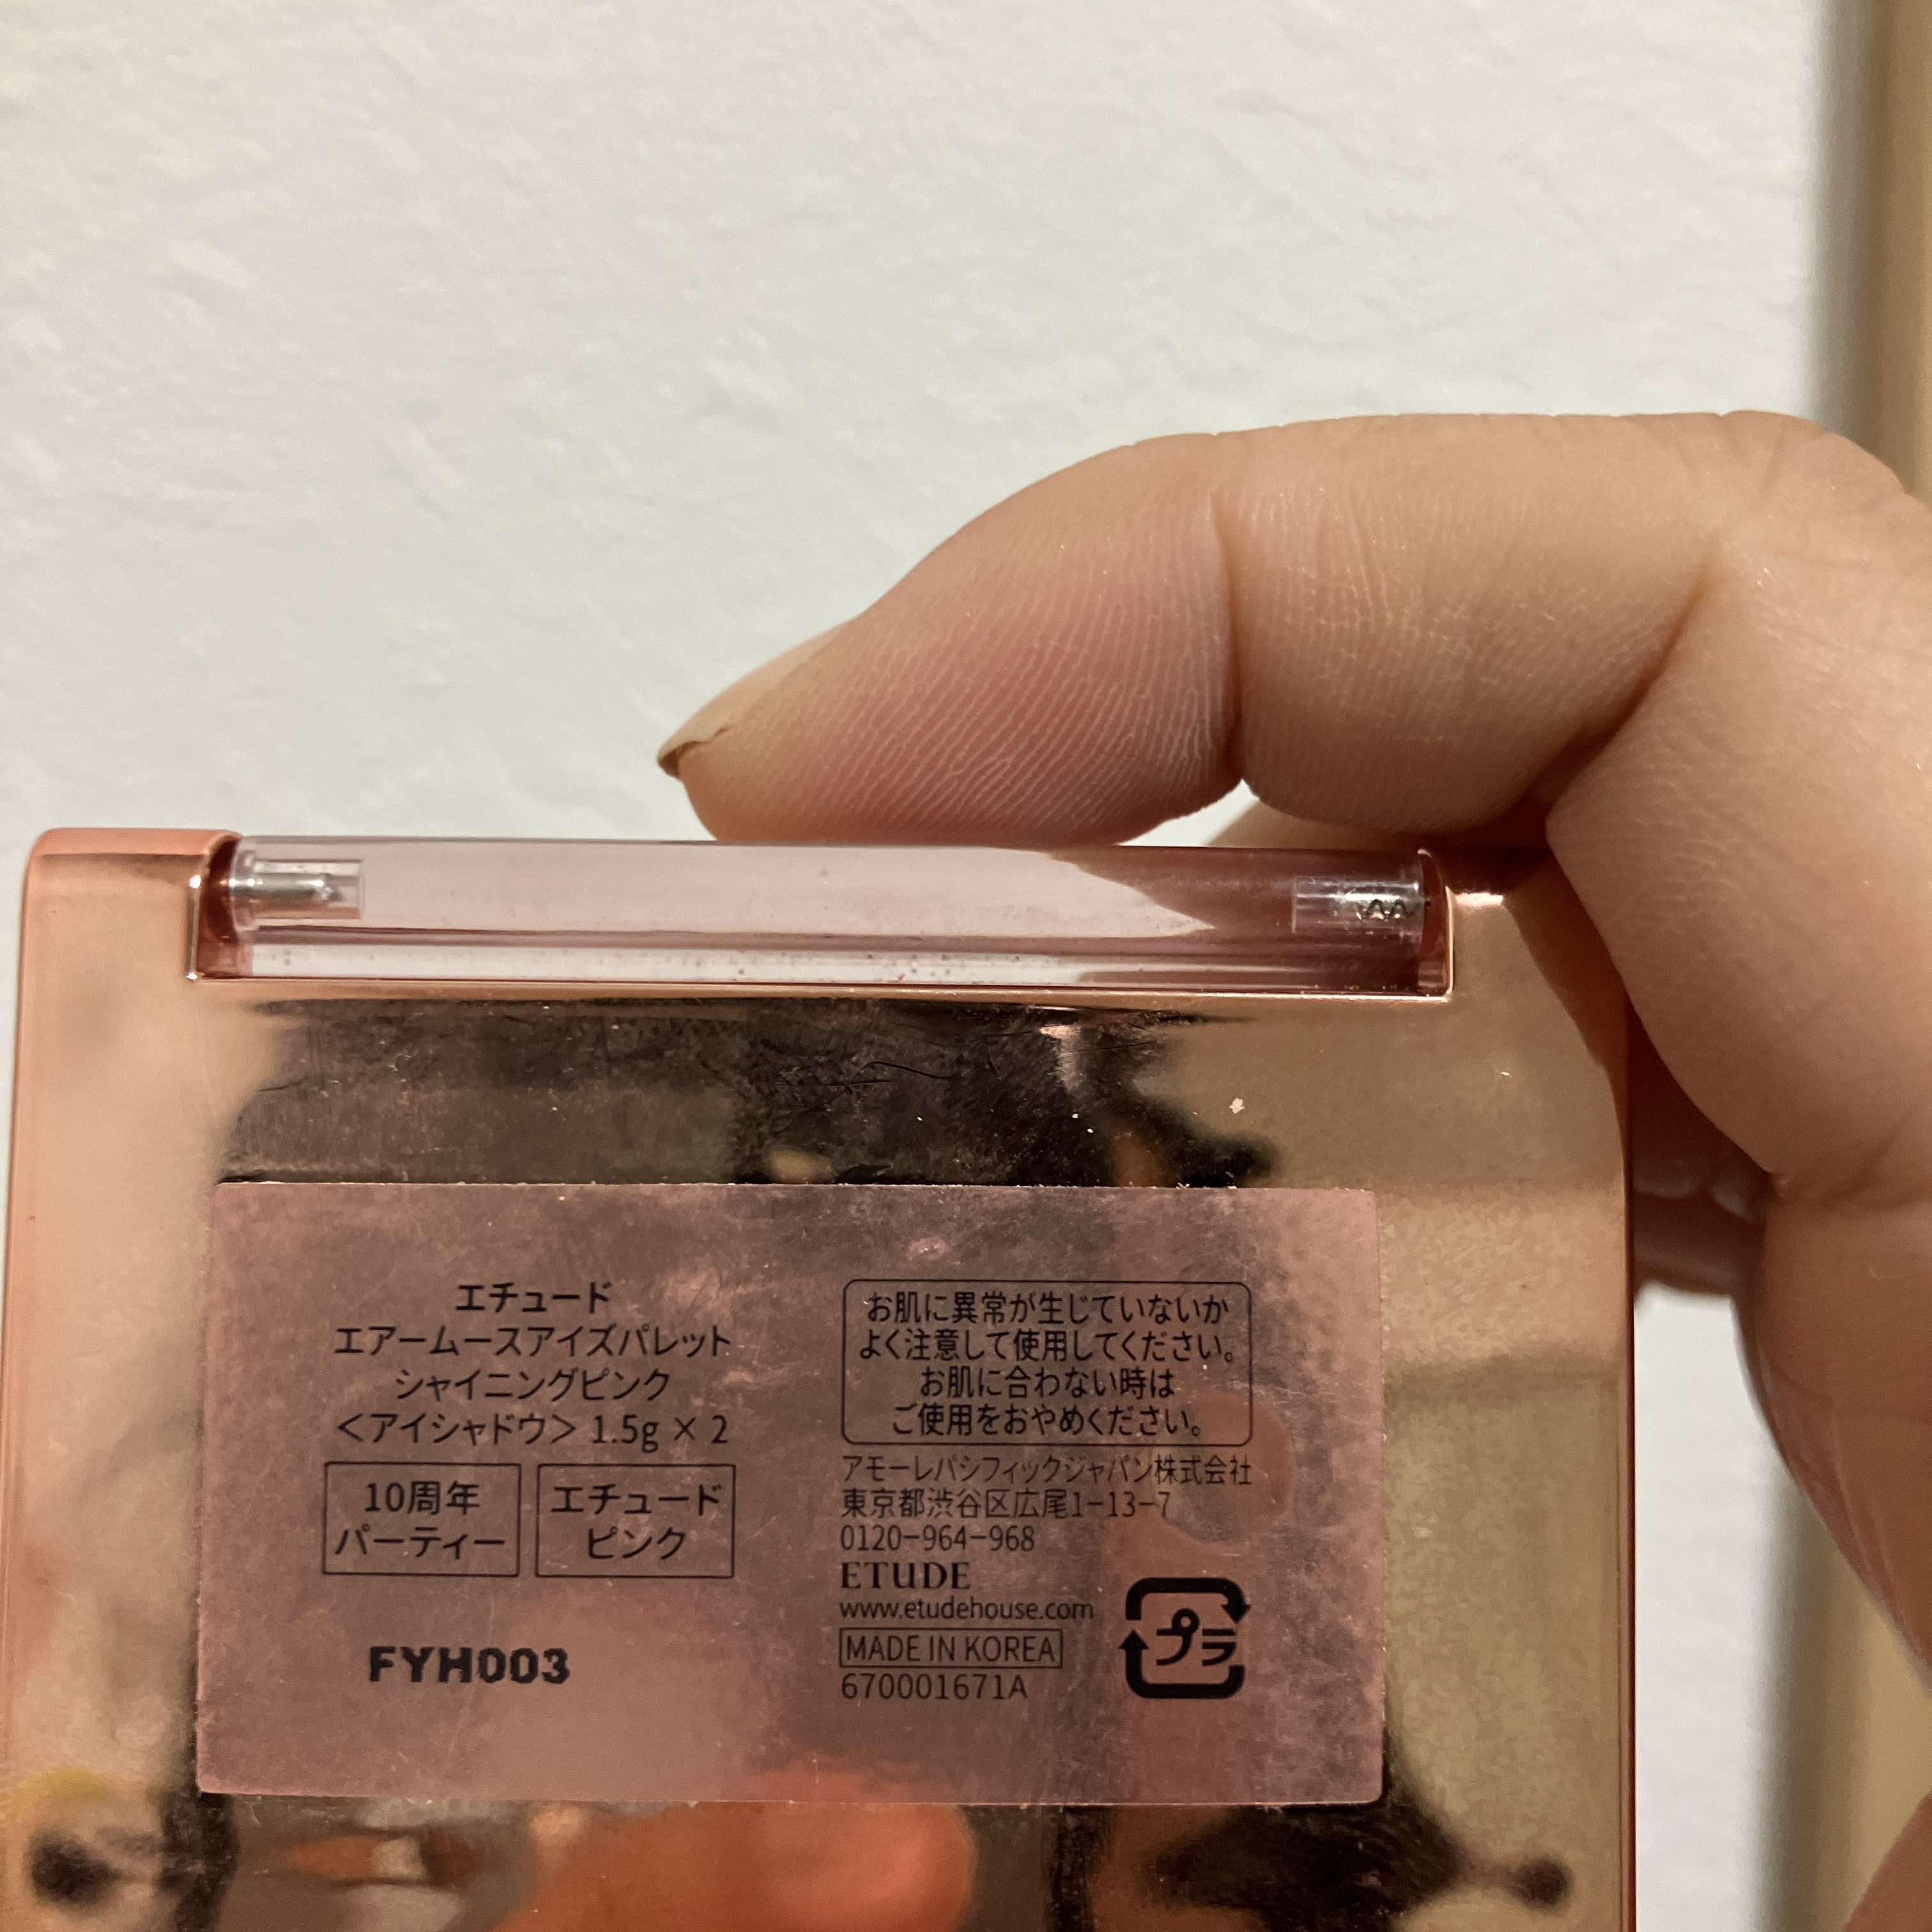 エチュード
エアームースアイズパレット
シャイニングピンク
＜アイシャドウ＞ 1.5g × 2
10周年
パーティー
エチュード
ピンク
FYH003
お肌に異常が生じていないか
よく注意して使用してください。
お肌に合わない時は
ご使用をおやめください。
アモーレパシフィックジャパン株式会社
東京都渋谷区広尾1−13−7
0120−964−968
ETUDE
www.etudehouse.com
MADE IN KOREA
670001671A
プラ